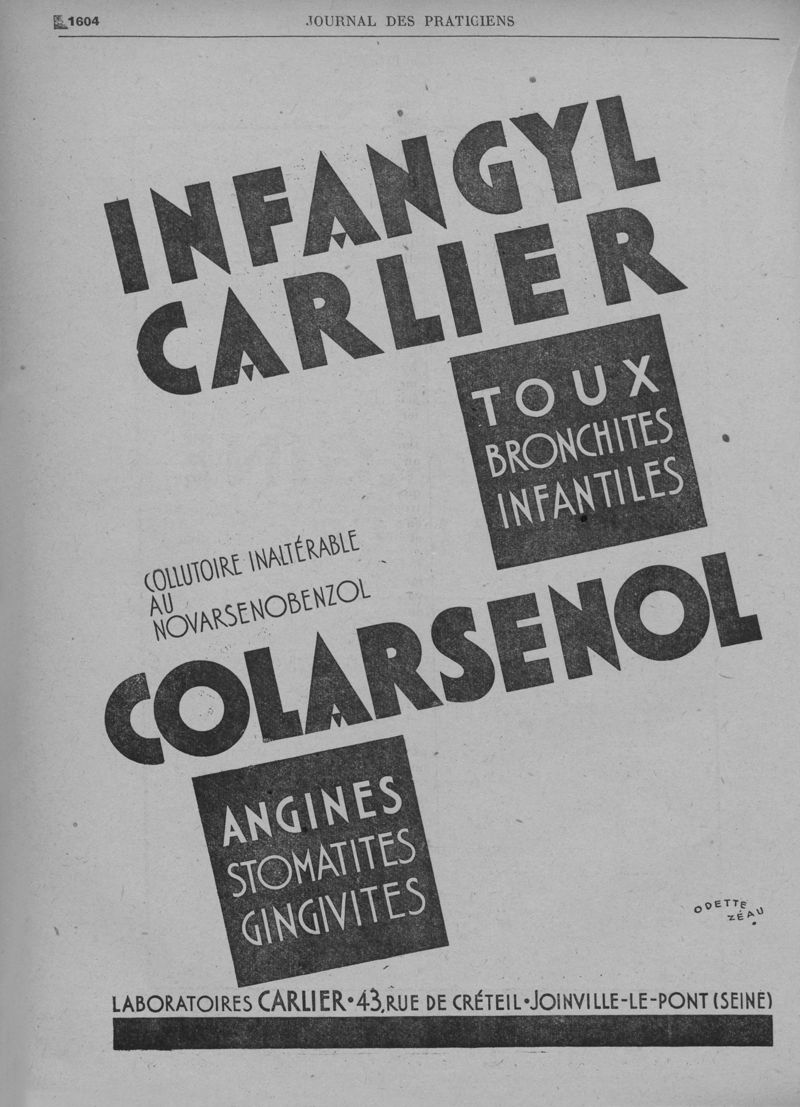 1604
JOURNAL DES PRATICIENS
INFANGYL
CARLIER
TOUX
BRONCHITES
INFANTILES
COLLUTOIRE INALTÉRABLE
AU
NOVARSENOBENZOL
COLARSENOL
ANGINES
STOMATITES
GINGIVITES
ODETTE
ZÉAU
LABORATOIRES CARLIER • 43, RUE DE CRÉTEIL • JOINVILLE-LE-PONT (SEINE)